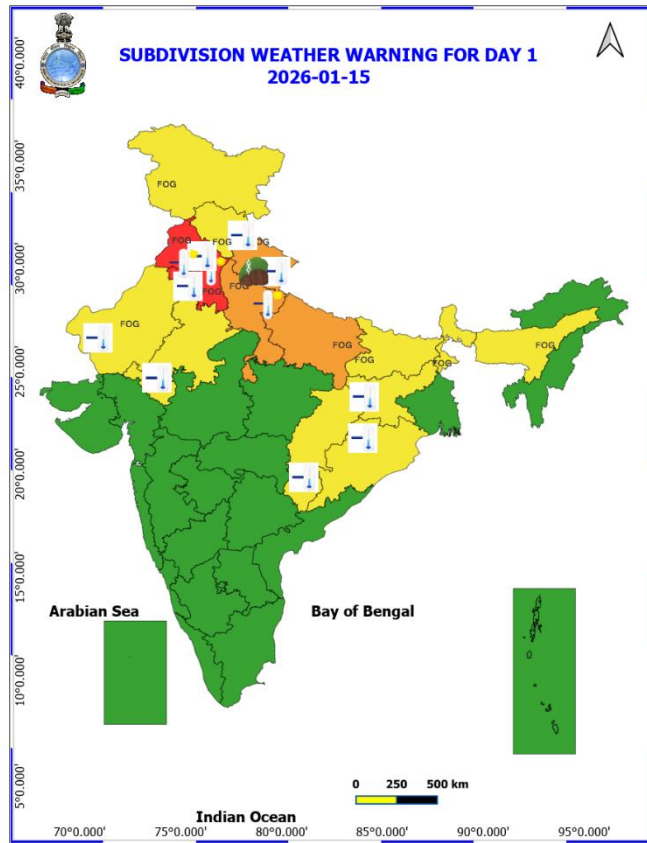 SUBDIVISION WEATHER WARNING FOR DAY 1
2026-01-15
40°0.000'
35°0.000'
30°0.000'
25°0.000'
20°0.000'
15°0.000'
10°0.000'
5°0.000'
FOG
FOG
FOG
FOG
FOG
FOG
FOG
FOG
FOG
FOG
FOG
Arabian Sea
Bay of Bengal
0 250 500 km
Indian Ocean
70°0.000' 75°0.000' 80°0.000' 85°0.000' 90°0.000' 95°0.000'